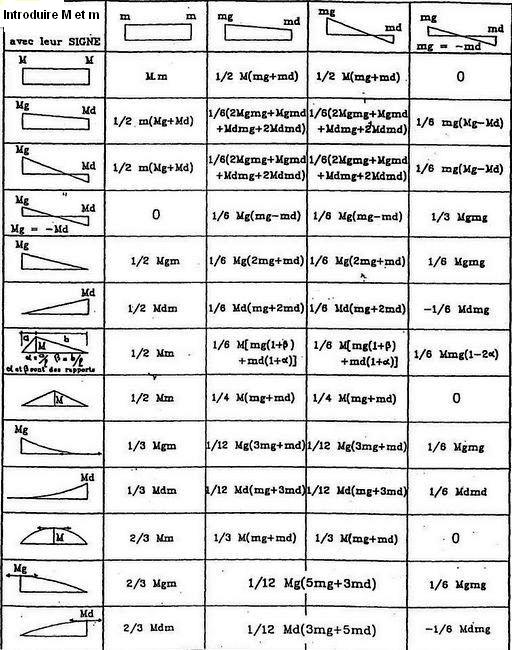 Introduire M et m
avec leur SIGNE
m m
mg md
mg md
mg = -md
M M
M.m
1/2 M(mg+md)
1/2 M(mg+md)
0
Mg Md
1/2 m(Mg+Md)
1/6(2Mgmg+Mgmd
+Mdmg+2Mdmd)
1/6(2Mgmg+Mgmd
+Mdmg+2Mdmd)
1/6 mg(Mg-Md)
Mg Md
1/2 m(Mg+Md)
1/6(2Mgmg+Mgmd
+Mdmg+2Mdmd)
1/6(2Mgmg+Mgmd
+Mdmg+2Mdmd)
1/6 mg(Mg-Md)
Mg Md
Mg = -Md
0
1/6 Mg(mg-md)
1/6 Mg(mg-md)
1/3 Mgmg
Mg
1/2 Mgm
1/6 Mg(2mg+md)
1/6 Mg(2mg+md)
1/6 Mgmg
Md
1/2 Mdm
1/6 Md(mg+2md)
1/6 Md(mg+2md)
-1/6 Mdmg
a b
M
α=a/l β=b/l
α et β sont des rapports
1/2 Mm
1/6 M[mg(1+β)
+md(1+α)]
1/6 M[mg(1+β)
+md(1+α)]
1/6 Mmg(1-2α)
M
1/2 Mm
1/4 M(mg+md)
1/4 M(mg+md)
0
Mg
1/3 Mgm
1/12 Mg(3mg+md)
1/12 Mg(3mg+md)
1/6 Mgmg
Md
1/3 Mdm
1/12 Md(mg+3md)
1/12 Md(mg+3md)
1/6 Mdmd
M
2/3 Mm
1/3 M(mg+md)
1/3 M(mg+md)
0
Mg
2/3 Mgm
1/12 Mg(5mg+3md)
1/6 Mgmg
Md
2/3 Mdm
1/12 Md(3mg+5md)
-1/6 Mdmg